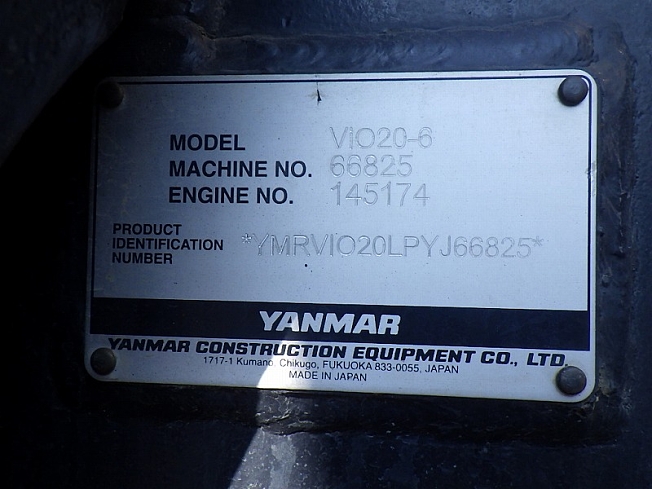 MODEL VIO20-6
MACHINE NO. 66825
ENGINE NO. 145174
PRODUCT
IDENTIFICATION *YMRVIO20LPYJ66825*
NUMBER
YANMAR
YANMAR CONSTRUCTION EQUIPMENT CO., LTD.
1717-1 Kumano, Chikugo, FUKUOKA 833-0055, JAPAN
MADE IN JAPAN